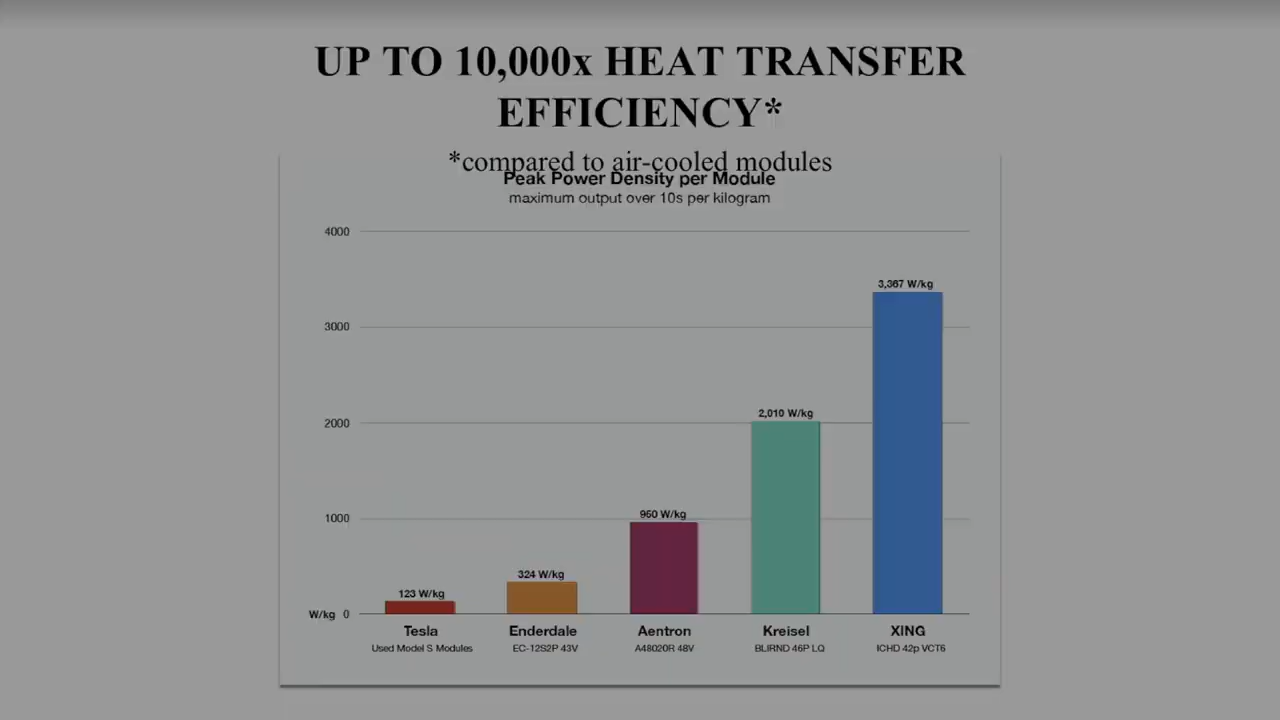 UP TO 10,000x HEAT TRANSFER
EFFICIENCY*
*compared to air-cooled modules
Peak Power Density per Module
maximum output over 10s per kilogram
4000
3,367 W/kg
3000
2,010 W/kg
2000
960 W/kg
1000
324 W/kg
123 W/kg
W/kg 0
Tesla Enderdale Aentron Kreisel XING
Used Model S Modules EC-12S2P 43V A48020R 48V BLIRND 46P LQ ICHD 42p VCT6